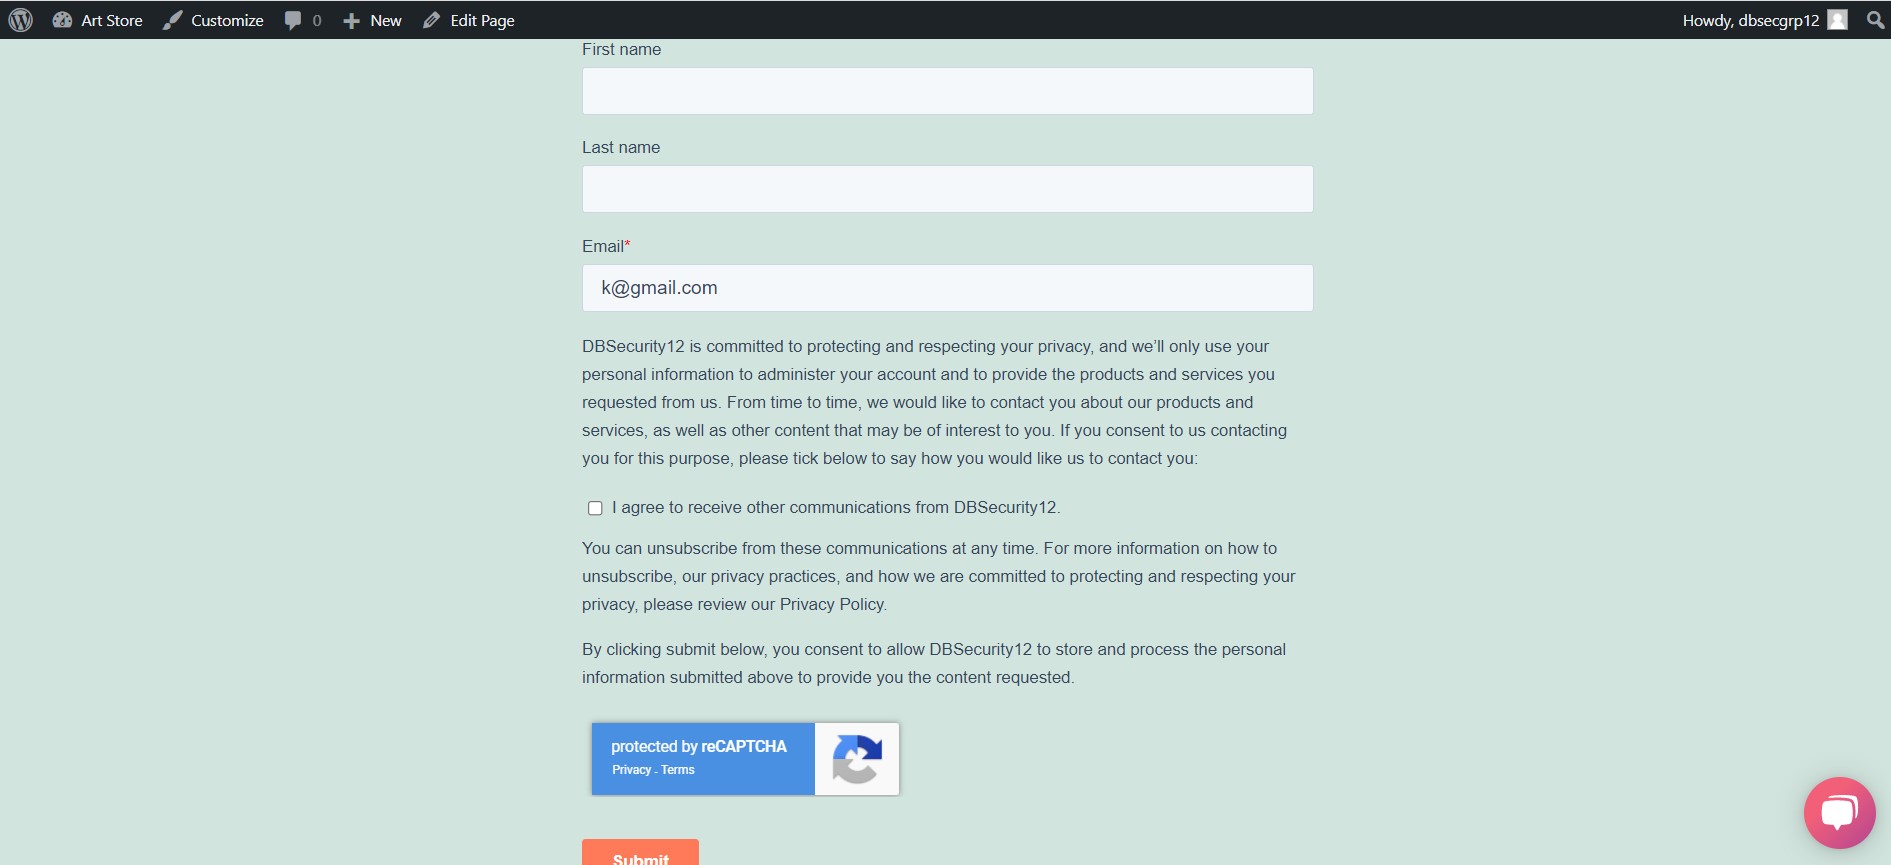 Art Store Customize 0 New Edit Page Howdy, dbsecgrp12
First name
Last name
Email*
k@gmail.com
DBSecurity12 is committed to protecting and respecting your privacy, and we’ll only use your
personal information to administer your account and to provide the products and services you
requested from us. From time to time, we would like to contact you about our products and
services, as well as other content that may be of interest to you. If you consent to us contacting
you for this purpose, please tick below to say how you would like us to contact you:
I agree to receive other communications from DBSecurity12.
You can unsubscribe from these communications at any time. For more information on how to
unsubscribe, our privacy practices, and how we are committed to protecting and respecting your
privacy, please review our Privacy Policy.
By clicking submit below, you consent to allow DBSecurity12 to store and process the personal
information submitted above to provide you the content requested.
protected by reCAPTCHA
Privacy - Terms
Submit